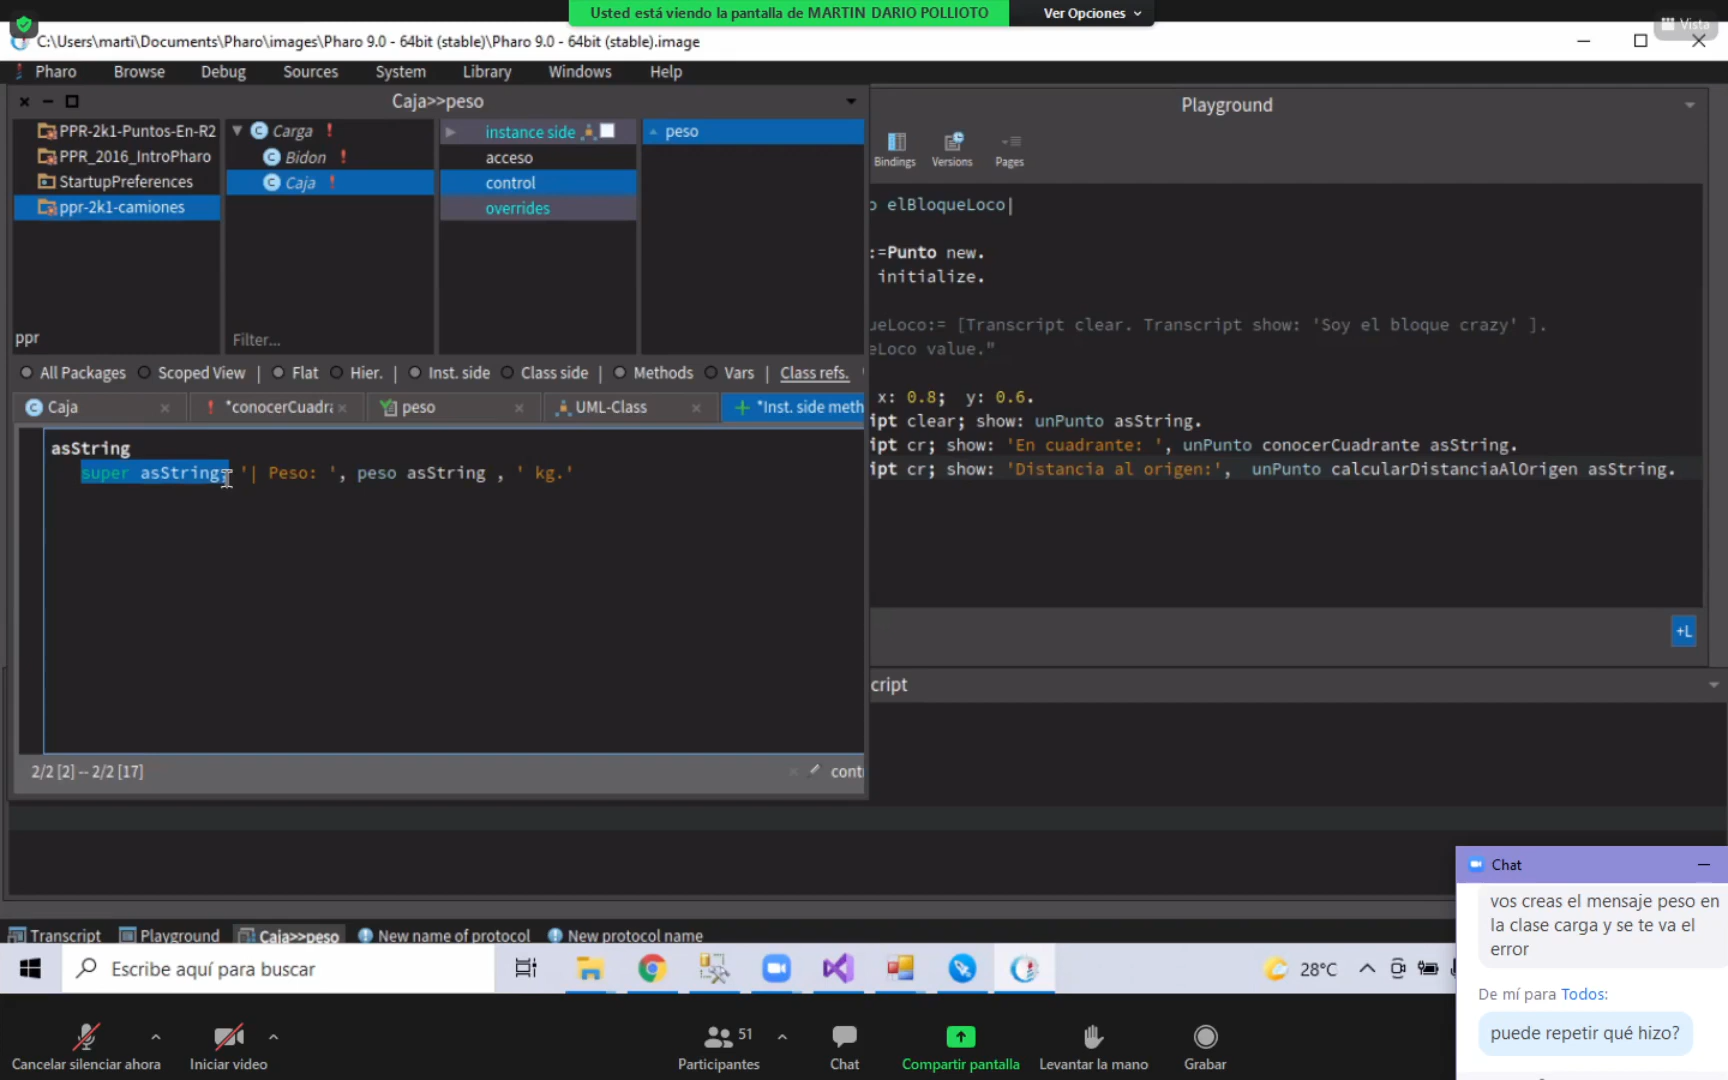 Usted está viendo la pantalla de MARTIN DARIO POLLIOTO
Ver Opciones
Vista
C:\Users\marti\Documents\Pharo\images\Pharo 9.0 - 64bit (stable)\Pharo 9.0 - 64bit (stable).image
Pharo Browse Debug Sources System Library Windows Help
Caja>>peso
PPR-2k1-Puntos-En-R2
PPR_2016_IntroPharo
StartupPreferences
ppr-2k1-camiones
ppr
Carga
Bidon
Caja
Filter...
instance side
acceso
control
overrides
peso
All Packages Scoped View | Flat Hier. | Inst. side Class side | Methods Vars | Class refs.
Caja
*conocerCuadra
peso
UML-Class
*Inst. side meth
asString
super asString, '| Peso: ', peso asString , ' kg.'
2/2 [2] -- 2/2 [17]
cont
Playground
Bindings Versions Pages
o elBloqueLoco|
:=Punto new.
initialize.
ueLoco:= [Transcript clear. Transcript show: 'Soy el bloque crazy' ].
eLoco value."
x: 0.8; y: 0.6.
ipt clear; show: unPunto asString.
ipt cr; show: 'En cuadrante: ', unPunto conocerCuadrante asString.
ipt cr; show: 'Distancia al origen:', unPunto calcularDistanciaAlOrigen asString.
+L
cript
Transcript Playground Caja>>peso New name of protocol New protocol name
Escribe aquí para buscar
28°C
Chat
vos creas el mensaje peso en
la clase carga y se te va el
error
De mí para Todos:
puede repetir qué hizo?
Cancelar silenciar ahora
Iniciar video
51
Participantes
Chat
Compartir pantalla
Levantar la mano
Grabar